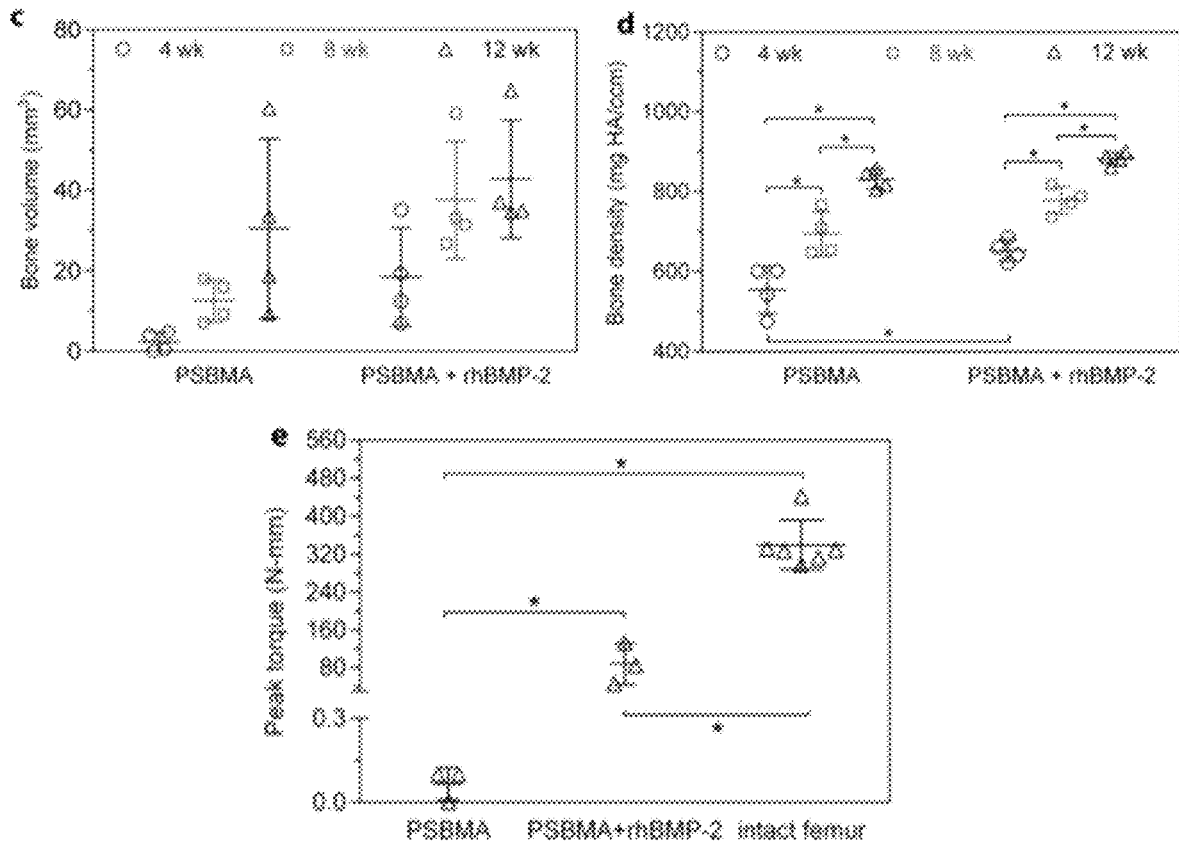 c
80
60
40
20
0
Bone volume (mm³)
4 wk 8 wk 12 wk
PSBMA PSBMA + rhBMP-2
d
1200
1000
800
600
400
Bone density (mg HA/ccm)
4 wk 8 wk 12 wk
* * * * * * *
PSBMA PSBMA + rhBMP-2
e
560
480
400
320
240
160
80
0.3
0.0
Peak torque (N-mm)
* * *
PSBMA PSBMA+rhBMP-2 intact femur